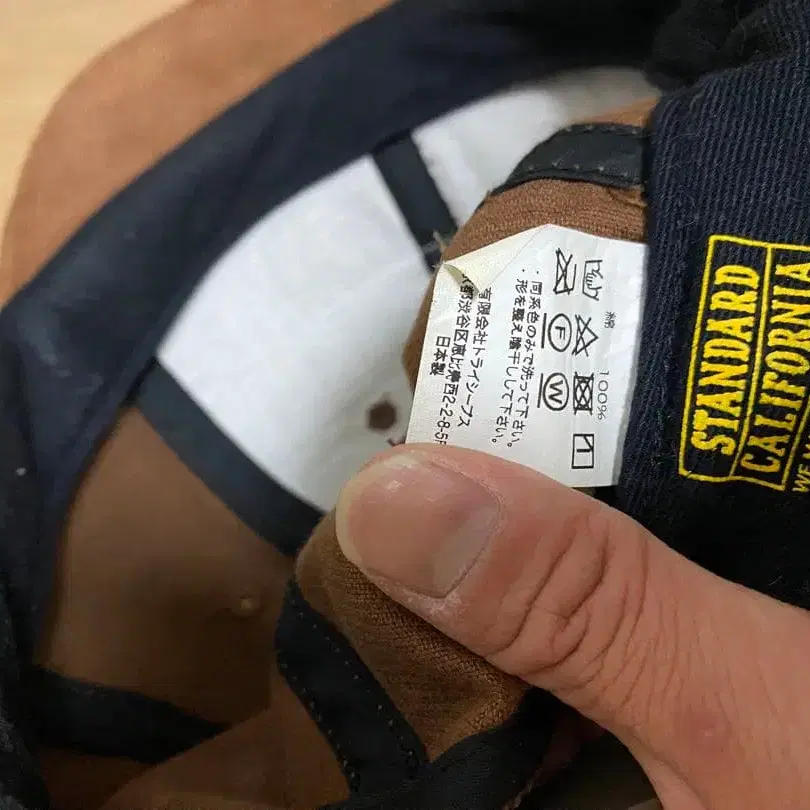 綿 100%
Ⓕ Ⓦ
・同系色のみで洗って下さい。
・形を整え陰干しして下さい。
有限会社トライシープス
京都渋谷区恵比寿西2-2-8-5F
日本製
STANDARD
CALIFORNIA